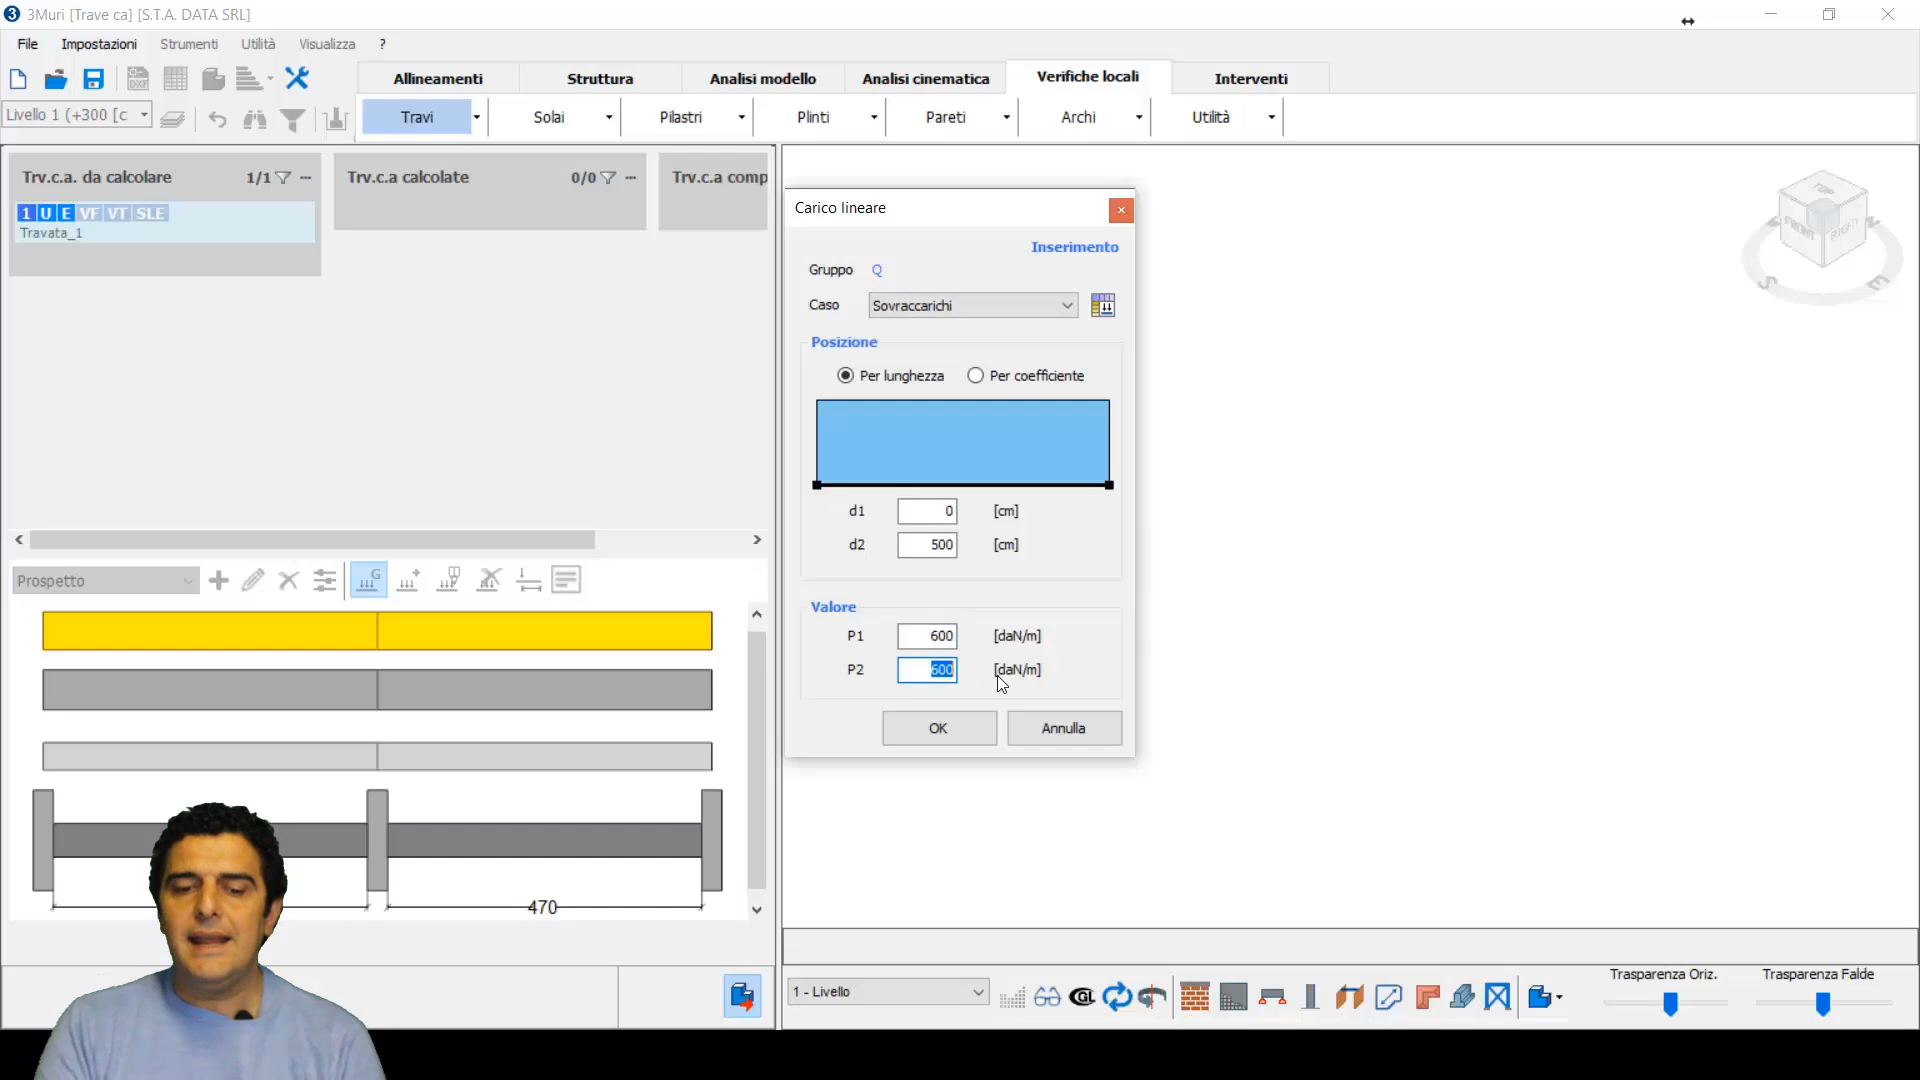 3Muri [Trave ca] [S.T.A. DATA SRL]
File Impostazioni Strumenti Utilità Visualizza ?
Allineamenti Struttura Analisi modello Analisi cinematica Verifiche locali Interventi
Livello 1 (+300 [c
Travi Solai Pilastri Plinti Pareti Archi Utilità
Trv.c.a. da calcolare 1/1
1 U E VF VT SLE
Travata_1
Trv.c.a calcolate 0/0
Trv.c.a comp
Prospetto
470
Carico lineare
Inserimento
Gruppo Q
Caso Sovraccarichi
Posizione
Per lunghezza Per coefficiente
d1 0 [cm]
d2 500 [cm]
Valore
P1 600 [daN/m]
P2 600 [daN/m]
OK Annulla
TOP
FRONT
RIGHT
S E
1 - Livello
GL
Trasparenza Oriz. Trasparenza Falde